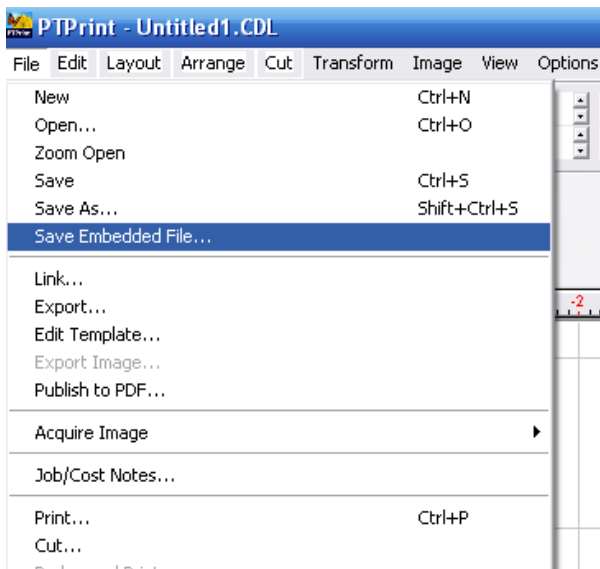 PTPrint - Untitled1.CDL
File Edit Layout Arrange Cut Transform Image View Options
New Ctrl+N
Open... Ctrl+O
Zoom Open
Save Ctrl+S
Save As... Shift+Ctrl+S
Save Embedded File...
Link...
Export...
-2
Edit Template...
Export Image...
Publish to PDF...
Acquire Image
Job/Cost Notes...
Print... Ctrl+P
Cut...